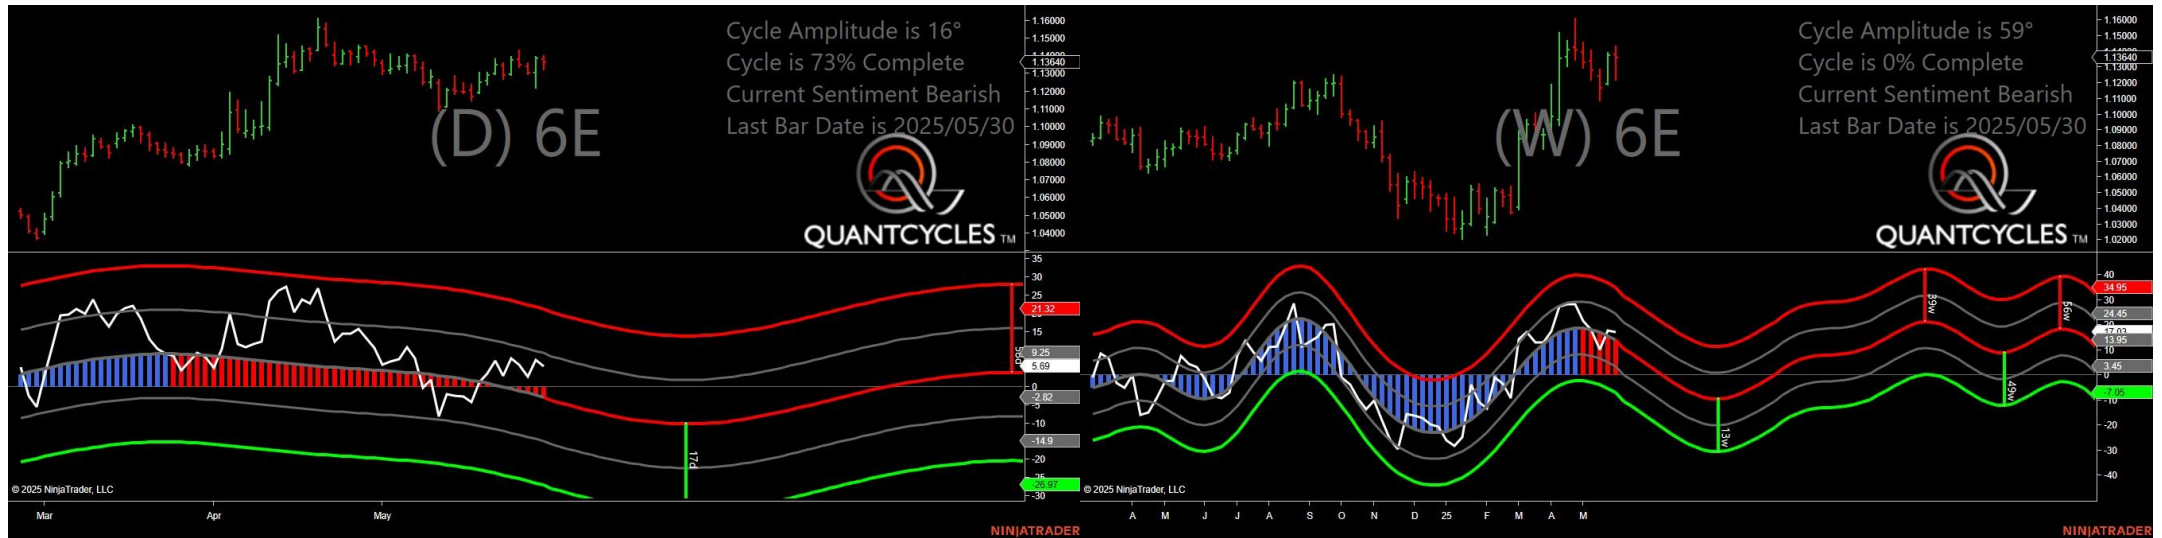 Cycle Amplitude is 16°
Cycle is 73% Complete
Current Sentiment Bearish
Last Bar Date is 2025/05/30
(D) 6E
QUANTCYCLES TM
1.16000
1.15000
1.13640
1.13000
1.12000
1.11000
1.10000
1.09000
1.08000
1.07000
1.06000
1.05000
1.04000
35
30
25
21.32
15
9.25
5.69
0
-2.82
-10
-14.9
-20
-26.97
-30
17d
© 2025 NinjaTrader, LLC
Mar Apr May
NINJATRADER
Cycle Amplitude is 59°
Cycle is 0% Complete
Current Sentiment Bearish
Last Bar Date is 2025/05/30
(W) 6E
QUANTCYCLES TM
1.16000
1.15000
1.13640
1.13000
1.12000
1.11000
1.10000
1.09000
1.08000
1.07000
1.06000
1.05000
1.04000
1.03000
1.02000
40
34.95
30
24.45
17.03
13.95
10
3.45
0
-7.05
-10
-20
-30
-40
39w
56w
49w
13w
© 2025 NinjaTrader, LLC
A M J J A S O N D 25 F M A M
NINJATRADER